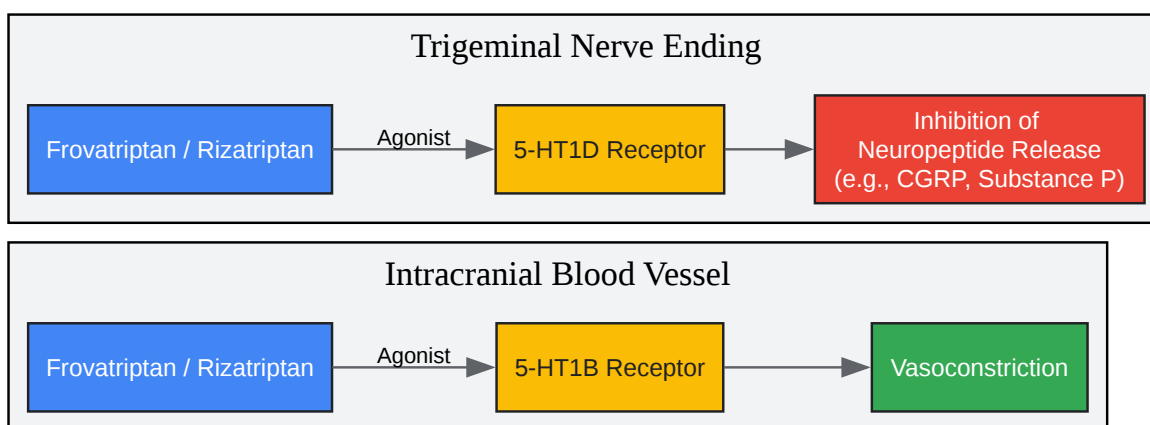 Trigeminal Nerve Ending
Frovatriptan / Rizatriptan
Agonist
5-HT1D Receptor
Inhibition of
Neuropeptide Release
(e.g., CGRP, Substance P)
Intracranial Blood Vessel
Frovatriptan / Rizatriptan
Agonist
5-HT1B Receptor
Vasoconstriction